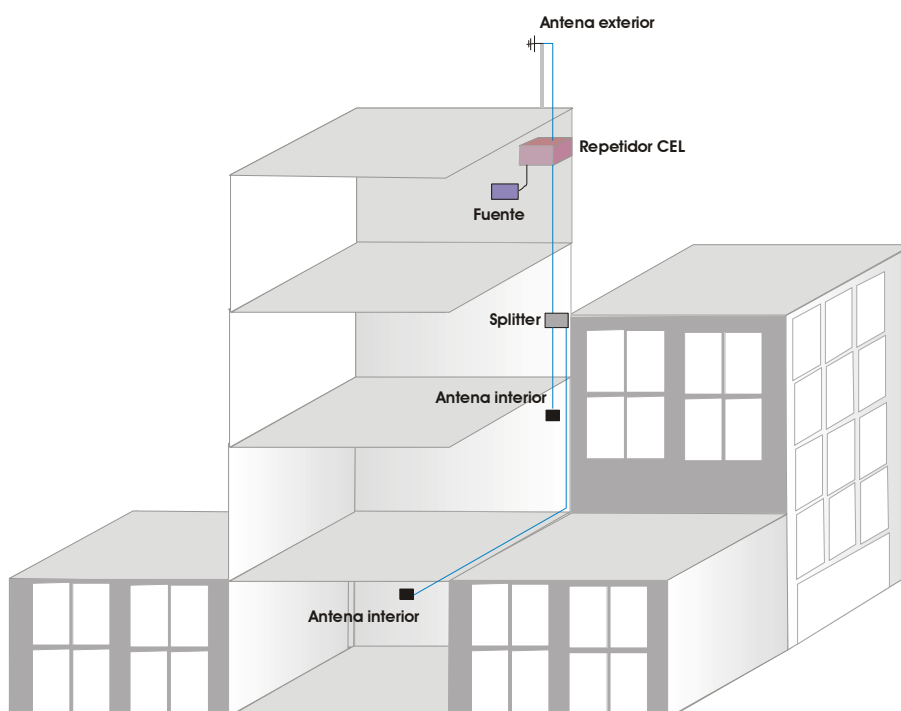 Antena exterior
Repetidor CEL
Fuente
Splitter
Antena interior
Antena interior